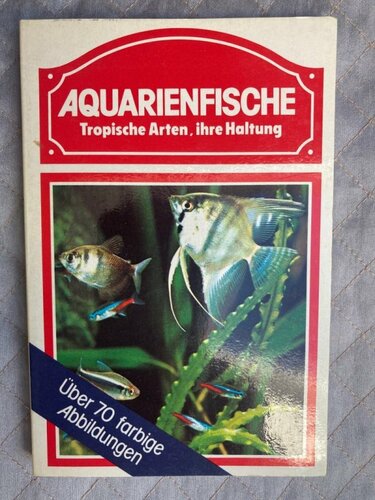 AQUARIENFISCHE
Tropische Arten, ihre Haltung
Über 70 farbige
Abbildungen